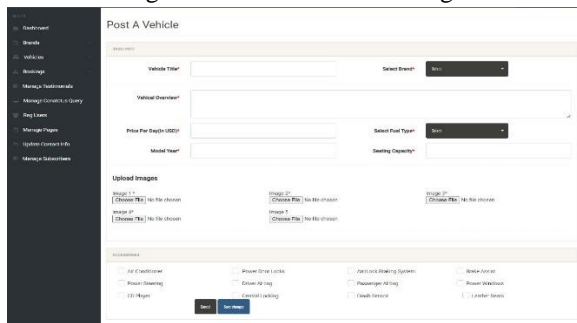 Dashboard
Brands
Vehicles
Bookings
Manage Testimonials
Manage Conatctus Query
Reg Users
Manage Pages
Update Contact Info
Manage Subscribers
Post A Vehicle
BASIC INFO
Vehicle Title*
Select Brand*
Select
Vehical Overview*
Price Per Day(in USD)*
Select Fuel Type*
Select
Model Year*
Seating Capacity*
Upload Images
Image 1 *
Choose File No file chosen
Image 2*
Choose File No file chosen
Image 3*
Choose File No file chosen
Image 4*
Choose File No file chosen
Image 5
Choose File No file chosen
ACCESSORIES
Air Conditioner
Power Door Locks
AntiLock Braking System
Brake Assist
Power Steering
Driver Airbag
Passenger Airbag
Power Windows
CD Player
Central Locking
Crash Sensor
Leather Seats